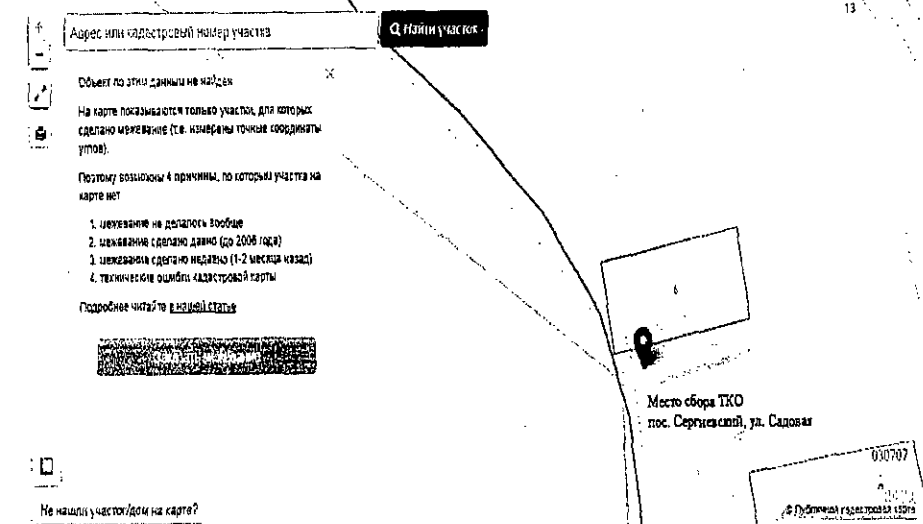 13
Адрес или кадастровый номер участка
Найти участок
Объект по этим данным не найден
На карте показываются только участки, для которых
сделано межевание (т.е. измерены точные координаты
углов).
Поэтому возможны 4 причины, по которым участка на
карте нет
1. межевание не делалось вообще
2. межевание сделано давно (до 2006 года)
3. межевание сделано недавно (1-2 месяца назад)
4. технические ошибки кадастровой карты
Подробнее читайте в нашей статье
6
Место сбора ТКО
пос. Сергиевский, ул. Садовая
030707
© Публичная кадастровая карта
Не нашли участок/дом на карте?